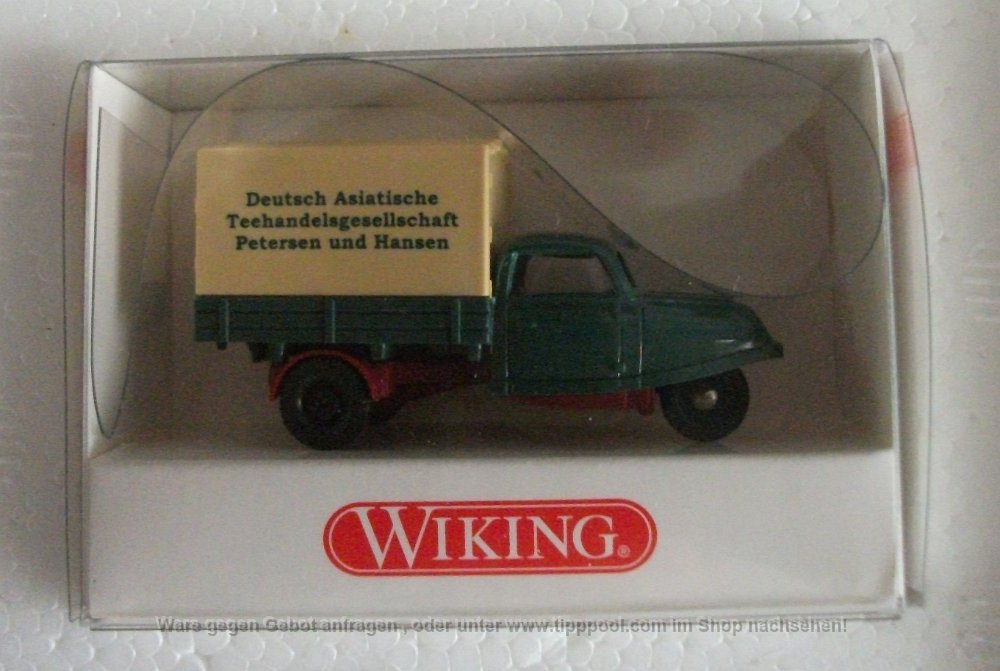 Deutsch Asiatische
Teehandelsgesellschaft
Petersen und Hansen
WIKING®
Ware gegen Gebot anfragen , oder unter www.tipppool.com im Shop nachsehen!